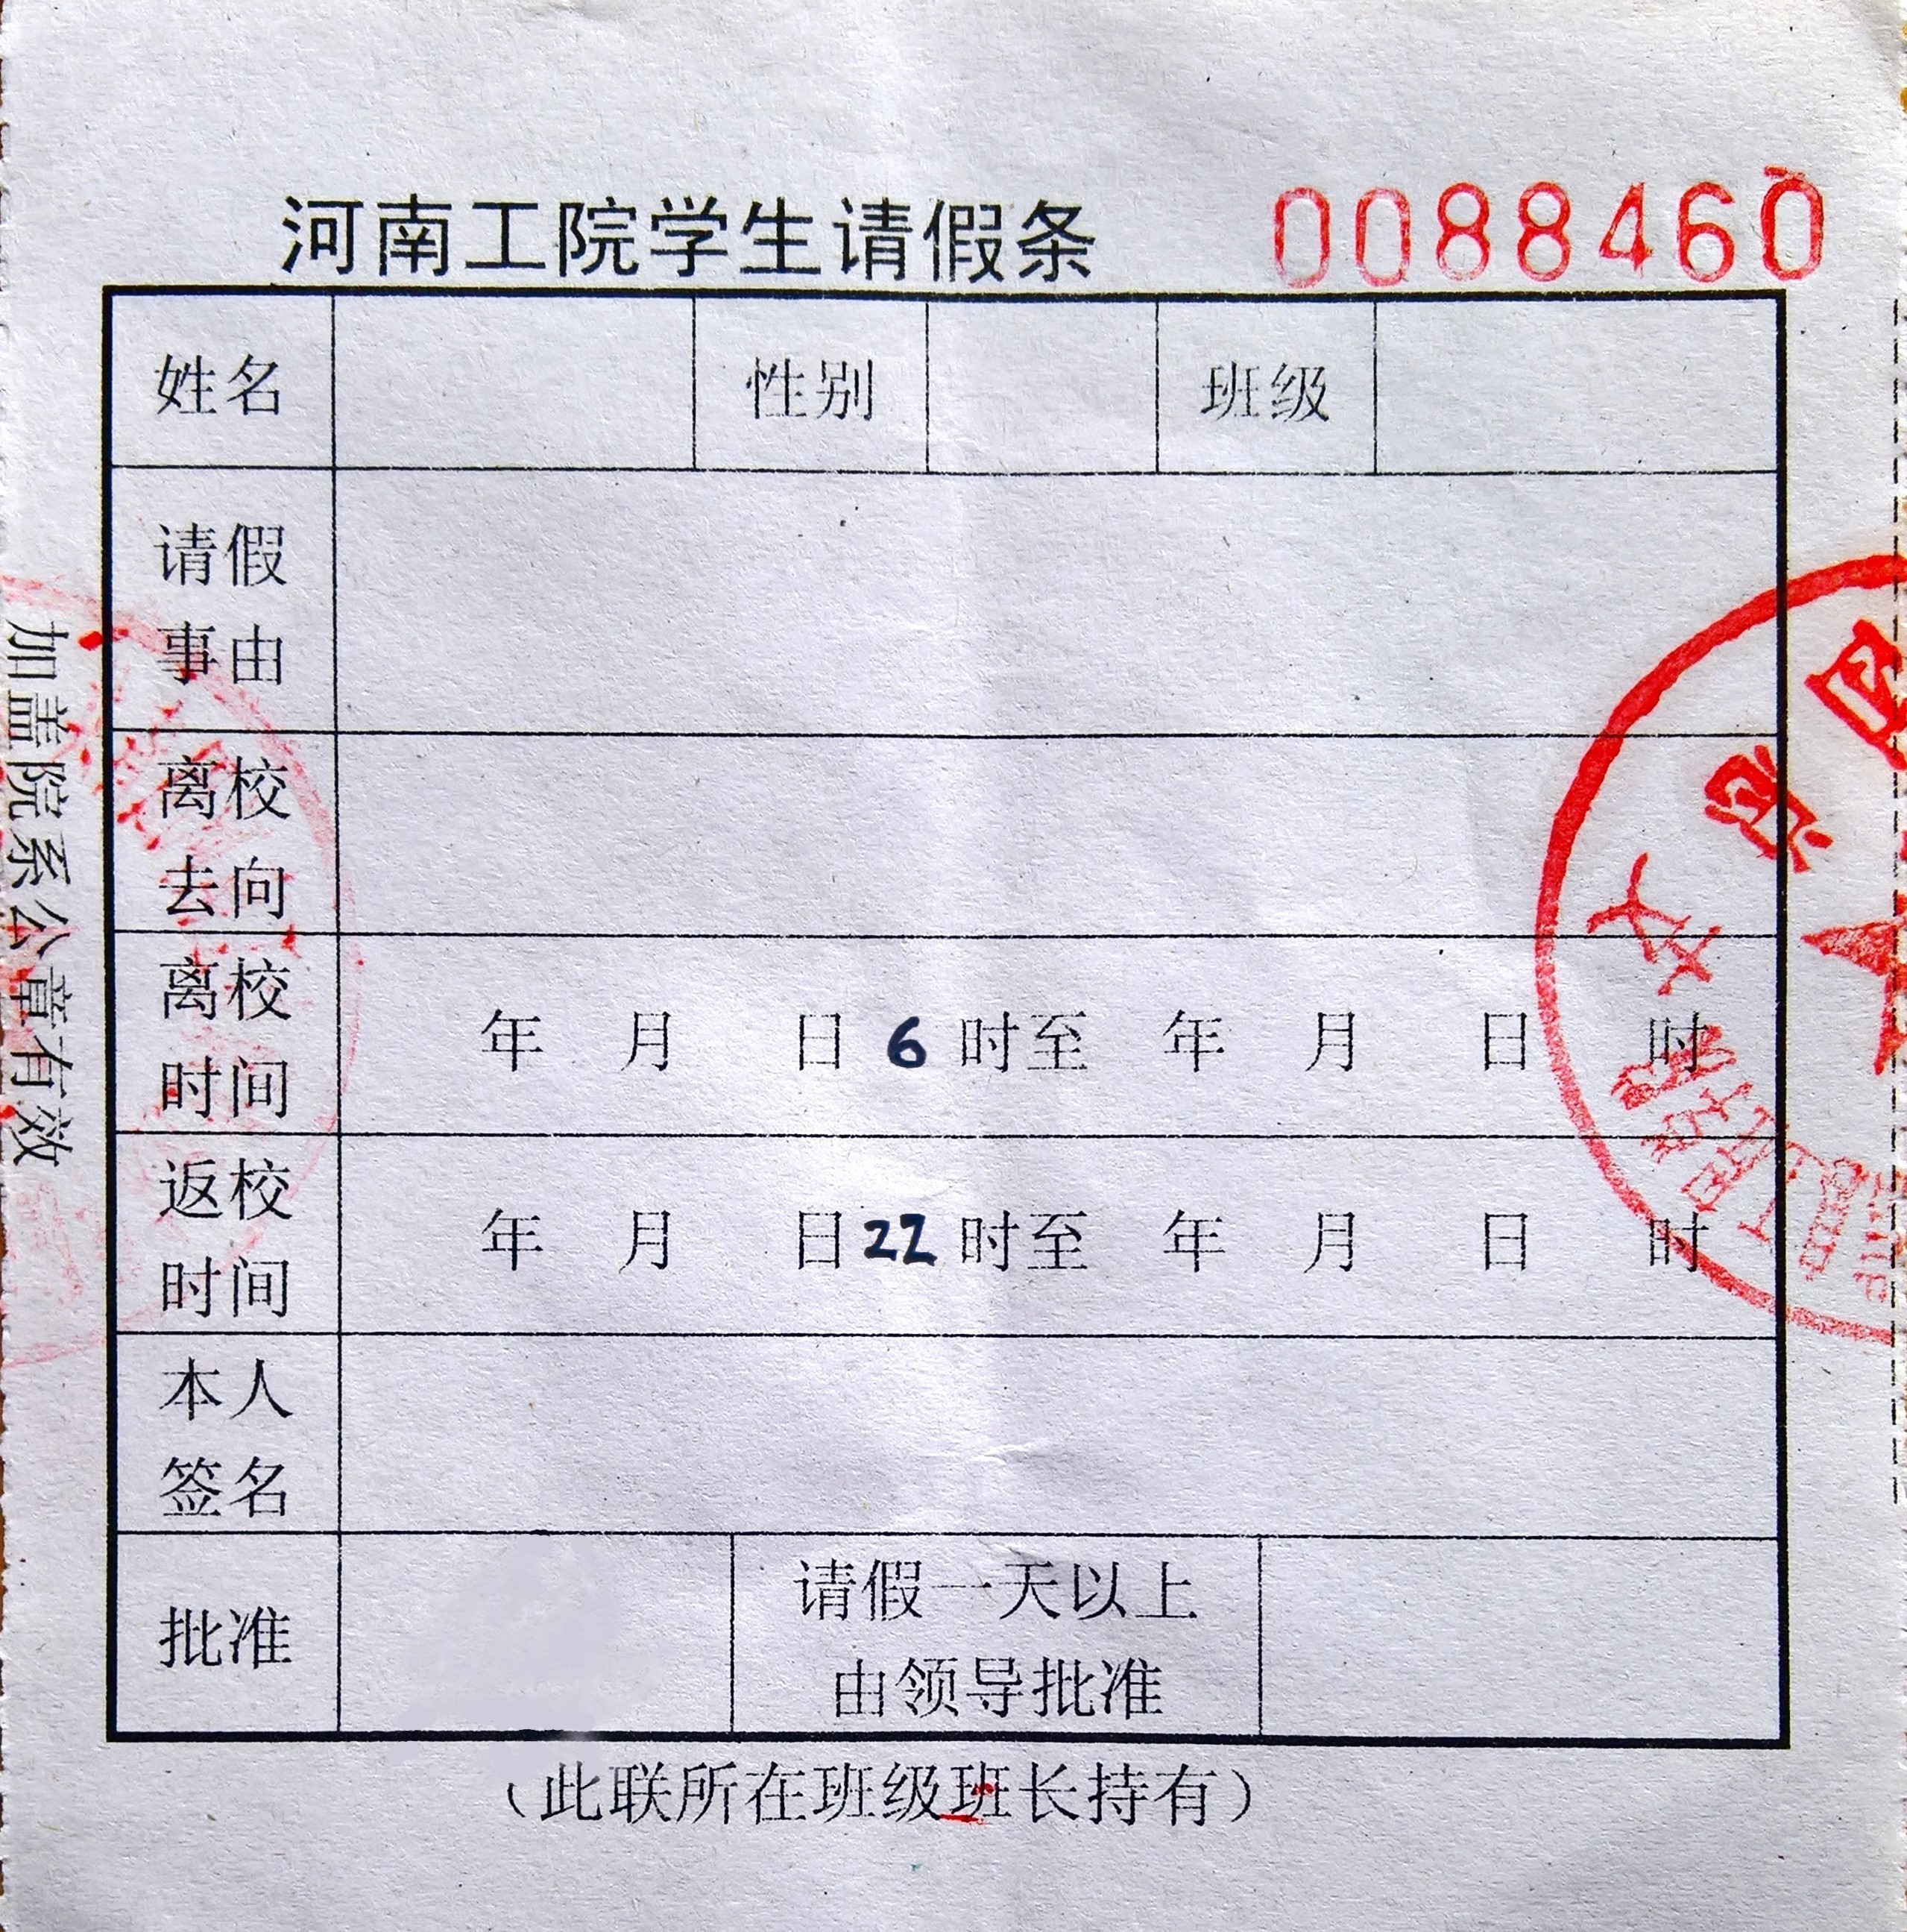 河南工院学生请假条 0088460
姓名 性别 班级
请假
事由
离校
去向
离校
时间
年 月 日 6 时至 年 月 日 时
返校
时间
年 月 日 22 时至 年 月 日 时
本人
签名
批准
请假一天以上
由领导批准
(此联所在班级班长持有)
加盖院系公章有效